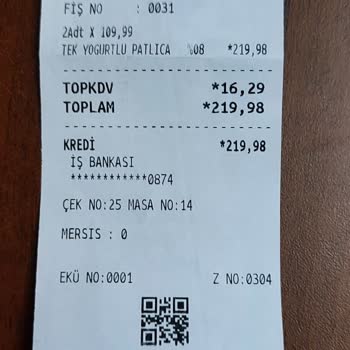 FİŞ NO : 0031
2Adt X 109,99
TEK YOGURTLU PATLICA %08 *219,98
TOPKDV *16,29
TOPLAM *219,98
KREDİ *219,98
İŞ BANKASI
************0874
ÇEK NO:25 MASA NO:14
MERSIS : 0
EKÜ NO:0001 Z NO:0304